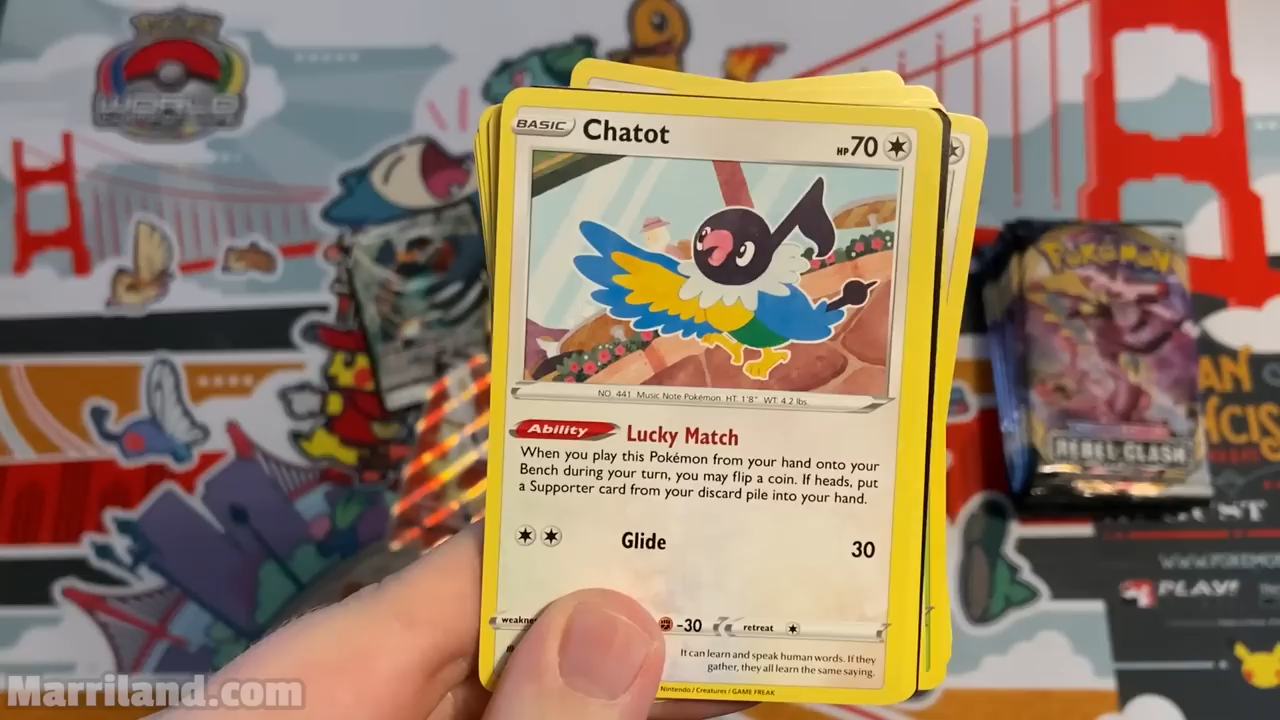 WORLD
BASIC Chatot HP 70
NO. 441 Music Note Pokémon HT: 1'8" WT: 4.2 lbs.
Ability Lucky Match
When you play this Pokémon from your hand onto your
Bench during your turn, you may flip a coin. If heads, put
a Supporter card from your discard pile into your hand.
Glide 30
-30 retreat
It can learn and speak human words. If they
gather, they all learn the same saying.
Nintendo / Creatures / GAME FREAK
POKéMON
REBEL CLASH
PLAY!
Marriland.com